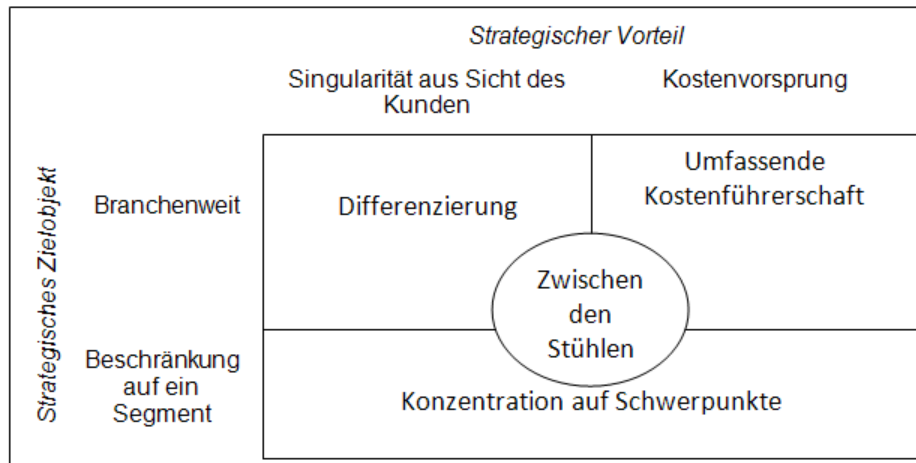 Strategischer Vorteil
Singularität aus Sicht des
Kunden
Kostenvorsprung
Strategisches Zielobjekt
Branchenweit
Differenzierung
Umfassende
Kostenführerschaft
Zwischen
den
Stühlen
Beschränkung
auf ein
Segment
Konzentration auf Schwerpunkte